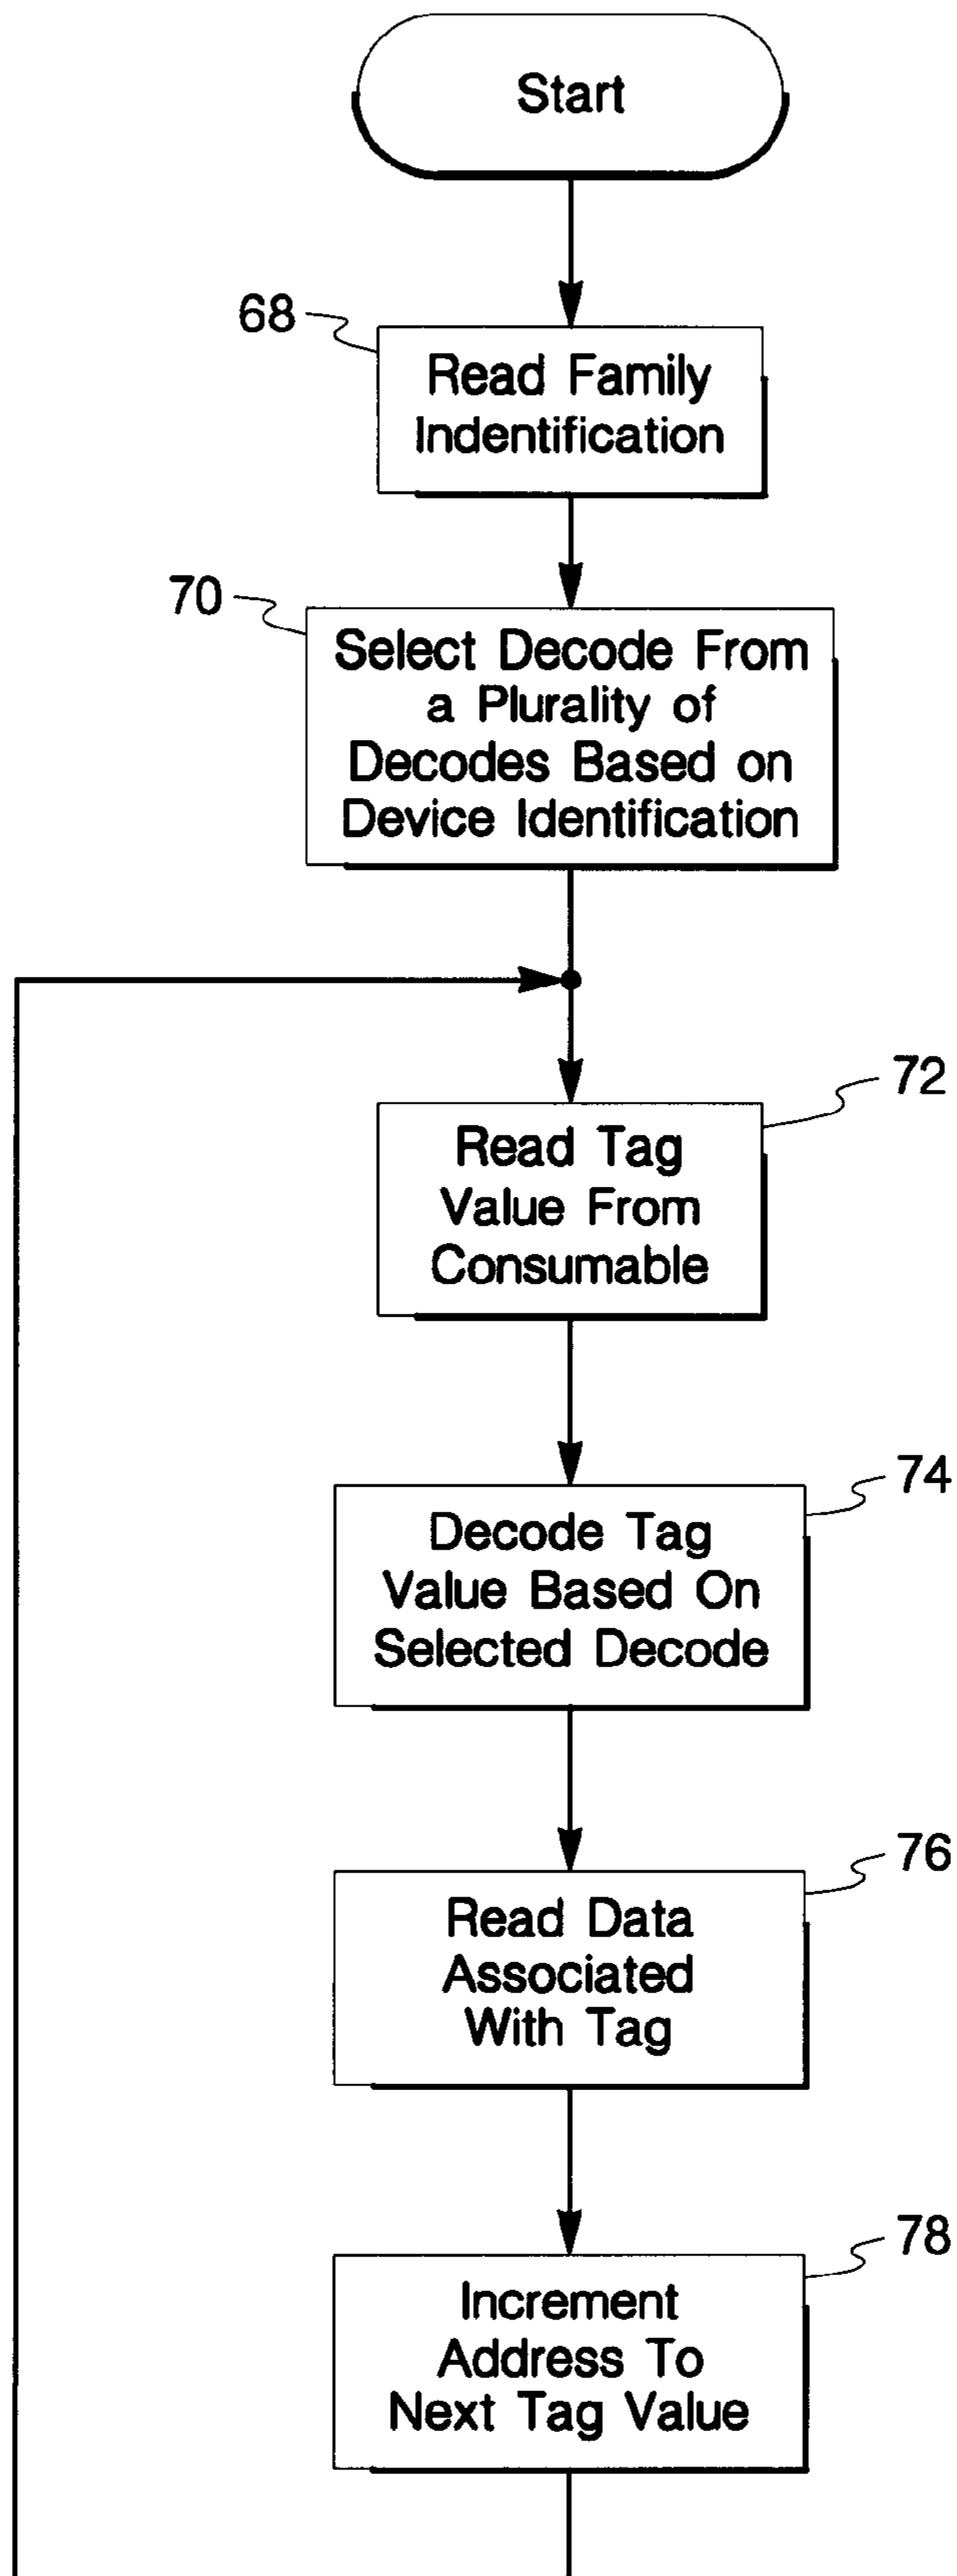 Start
68
Read Family
Indentification
70
Select Decode From
a Plurality of
Decodes Based on
Device Identification
72
Read Tag
Value From
Consumable
74
Decode Tag
Value Based On
Selected Decode
76
Read Data
Associated
With Tag
78
Increment
Address To
Next Tag Value